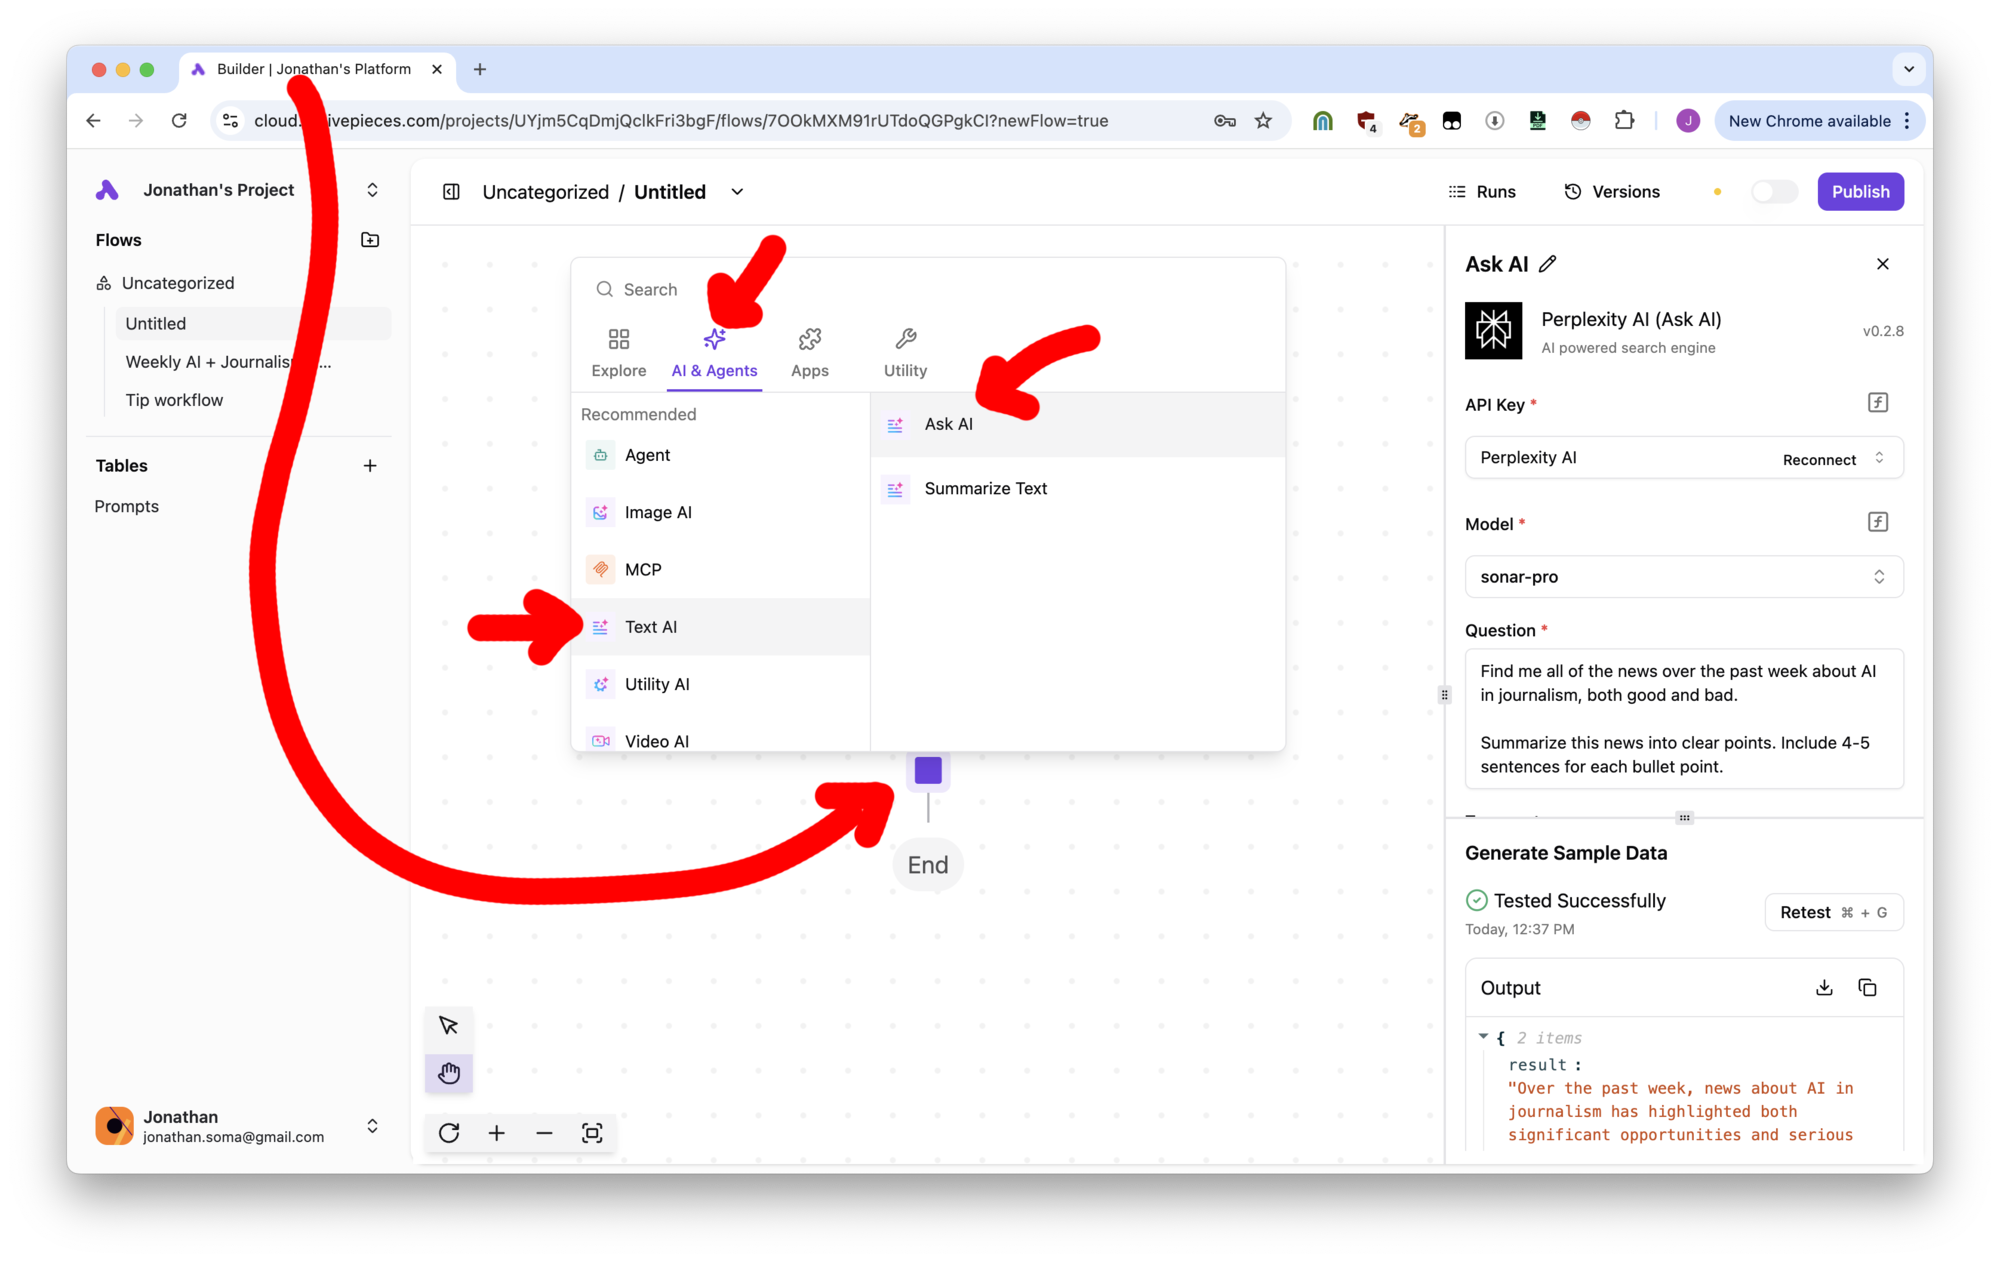 Builder | Jonathan's Platform
cloud. ivepieces.com/projects/UYjm5CqDmjQclkFri3bgF/flows/7OOkMXM91rUTdoQGPgkCI?newFlow=true
4
2
J
New Chrome available
Jonathan's Project
Flows
Uncategorized
Untitled
Weekly AI + Journalis ...
Tip workflow
Tables
Prompts
Jonathan
jonathan.soma@gmail.com
Uncategorized / Untitled
Runs
Versions
Publish
Search
Explore
AI & Agents
Apps
Utility
Recommended
Agent
Image AI
MCP
Text AI
Utility AI
Video AI
Ask AI
Summarize Text
End
Ask AI
Perplexity AI (Ask AI)
AI powered search engine
v0.2.8
API Key *
Perplexity AI
Reconnect
Model *
sonar-pro
Question *
Find me all of the news over the past week about AI
in journalism, both good and bad.
Summarize this news into clear points. Include 4-5
sentences for each bullet point.
Generate Sample Data
Tested Successfully
Today, 12:37 PM
Retest ⌘ + G
Output
{ 2 items
result :
"Over the past week, news about AI in
journalism has highlighted both
significant opportunities and serious